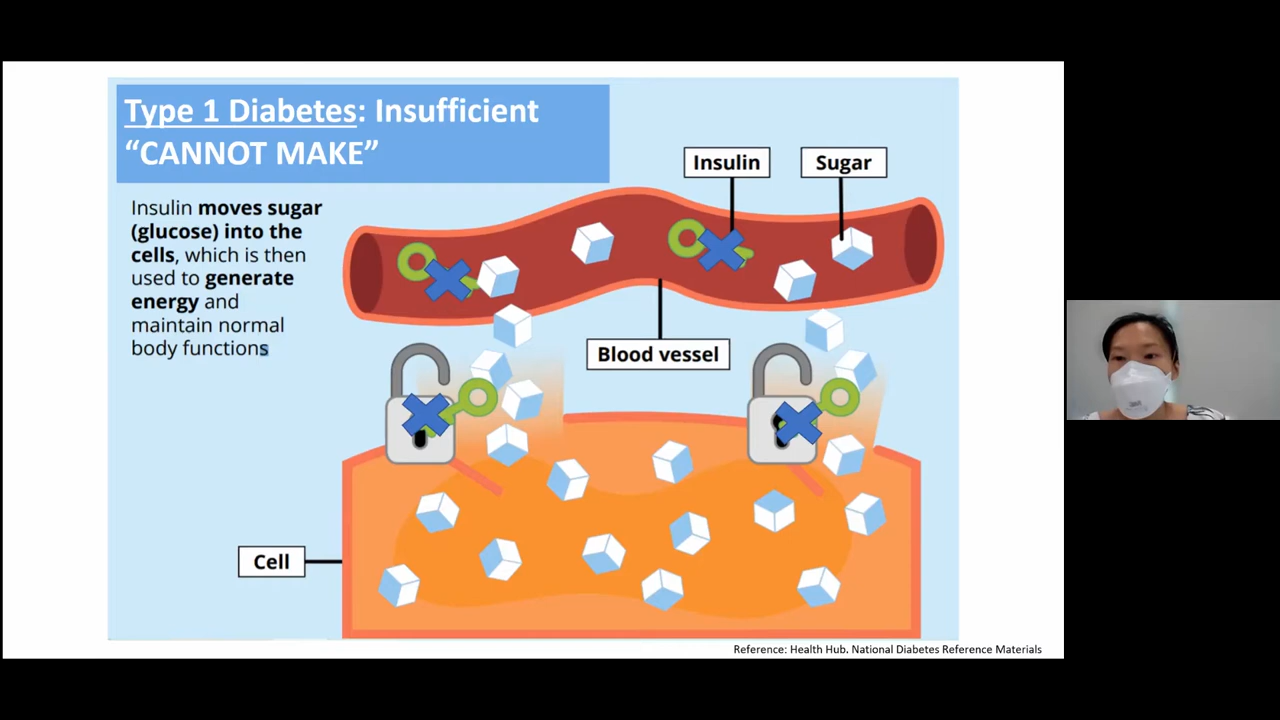 Type 1 Diabetes: Insufficient
“CANNOT MAKE”
Insulin moves sugar
(glucose) into the
cells, which is then
used to generate
energy and
maintain normal
body functions
Insulin
Sugar
Blood vessel
Cell
Reference: Health Hub. National Diabetes Reference Materials